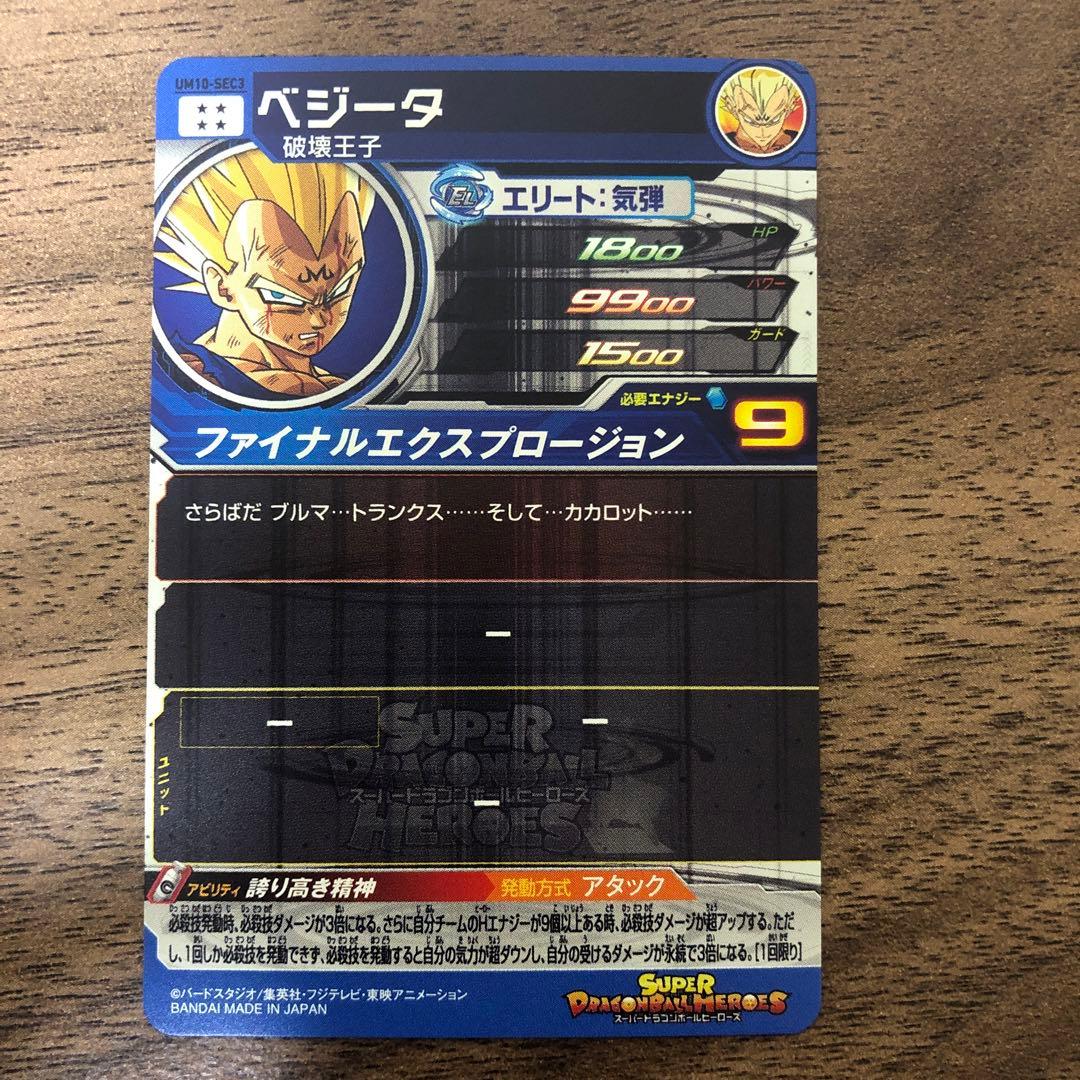 UM10-SEC3
ベジータ
破壊王子
EL エリート:気弾
HP
1800
パワー
9900
ガード
1500
必要エナジー 9
ファイナルエクスプロージョン
さらばだ ブルマ…トランクス……そして…カカロット……
ー
ー ー
ユニット
ー
SUPER
DRAGONBALL
スーパードラゴンボールヒーローズ
HEROES
アビリティ 誇り高き精神 発動方式 アタック
必殺技発動時、必殺技ダメージが3倍になる。さらに自分チームのHエナジーが9個以上ある時、必殺技ダメージが超アップする。ただ
し、1回しか必殺技を発動できず、必殺技を発動すると自分の気力が超ダウンし、自分の受けるダメージが永続で3倍になる。[1回限り]
©バードスタジオ/集英社・フジテレビ・東映アニメーション
BANDAI MADE IN JAPAN
SUPER
DRAGONBALL HEROES
スーパードラゴンボールヒーローズ